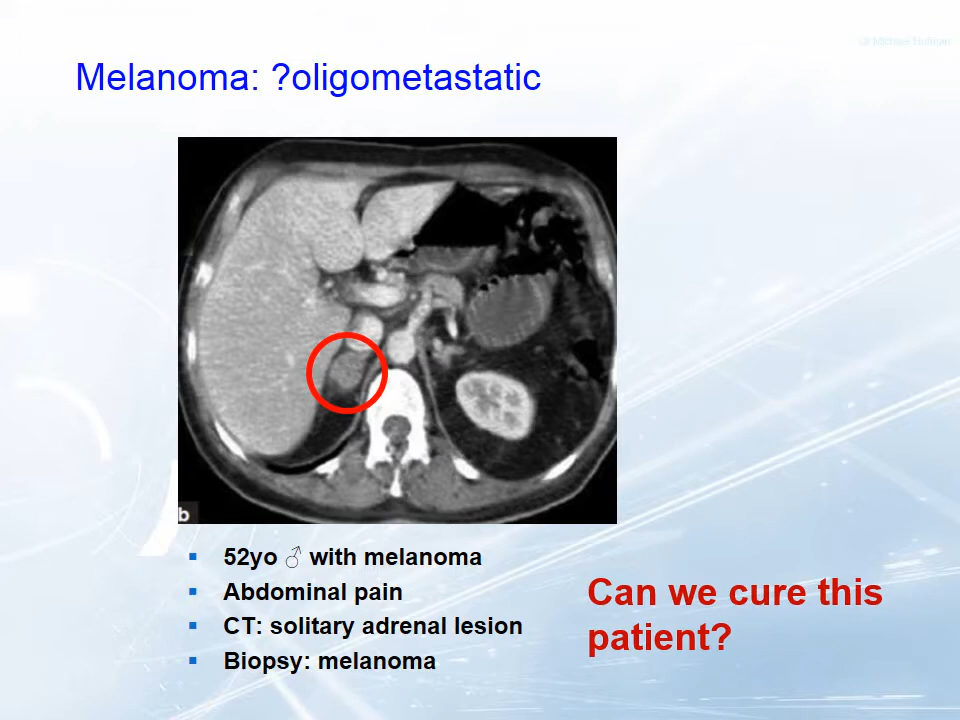 Melanoma: ?oligometastatic
b
52yo ♂ with melanoma
Abdominal pain
CT: solitary adrenal lesion
Biopsy: melanoma
Can we cure this
patient?